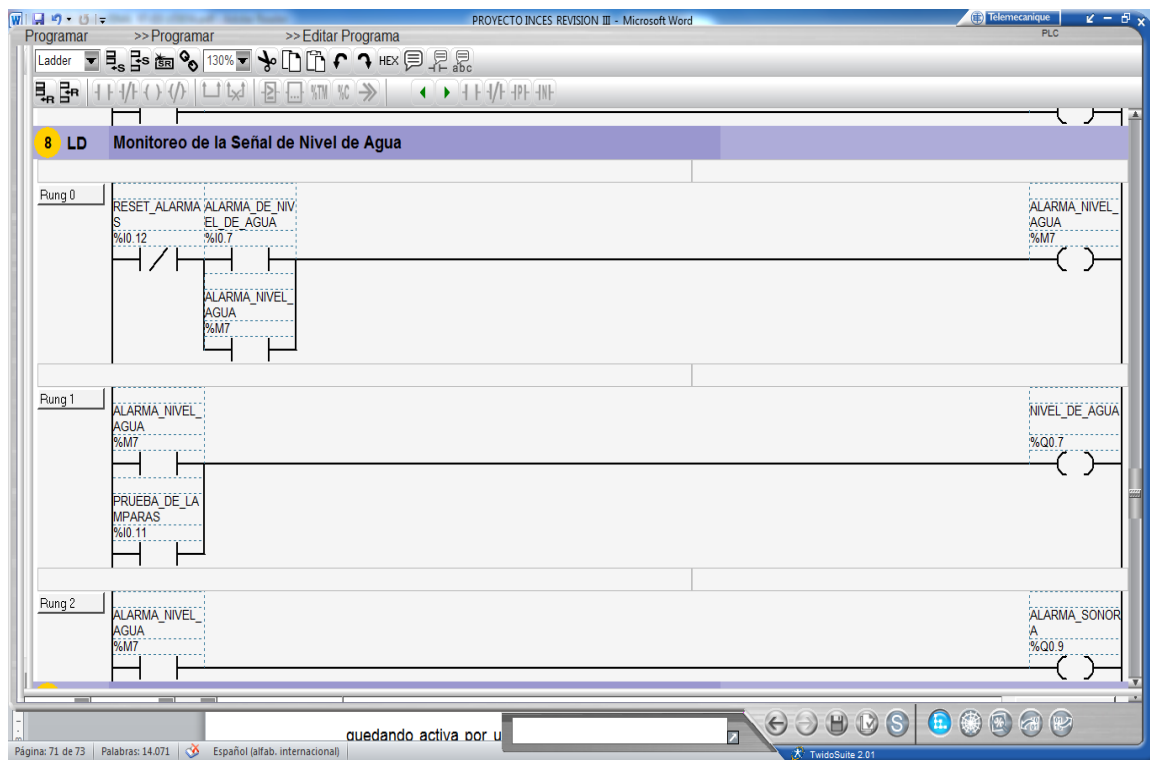 PROYECTO INCES REVISION III - Microsoft Word
Telemecanique
PLC
Programar >> Programar >> Editar Programa
Ladder
130%
HEX
S S SR
abc
R R
%TM %C
P N
8 LD Monitoreo de la Señal de Nivel de Agua
Rung 0
RESET_ALARMA
S
%I0.12
ALARMA_DE_NIV
EL_DE_AGUA
%I0.7
ALARMA_NIVEL_
AGUA
%M7
ALARMA_NIVEL_
AGUA
%M7
Rung 1
ALARMA_NIVEL_
AGUA
%M7
NIVEL_DE_AGUA
%Q0.7
PRUEBA_DE_LA
MPARAS
%I0.11
Rung 2
ALARMA_NIVEL_
AGUA
%M7
ALARMA_SONOR
A
%Q0.9
quedando activa por u
Página: 71 de 73 Palabras: 14.071 Español (alfab. internacional)
TwidoSuite 2.01